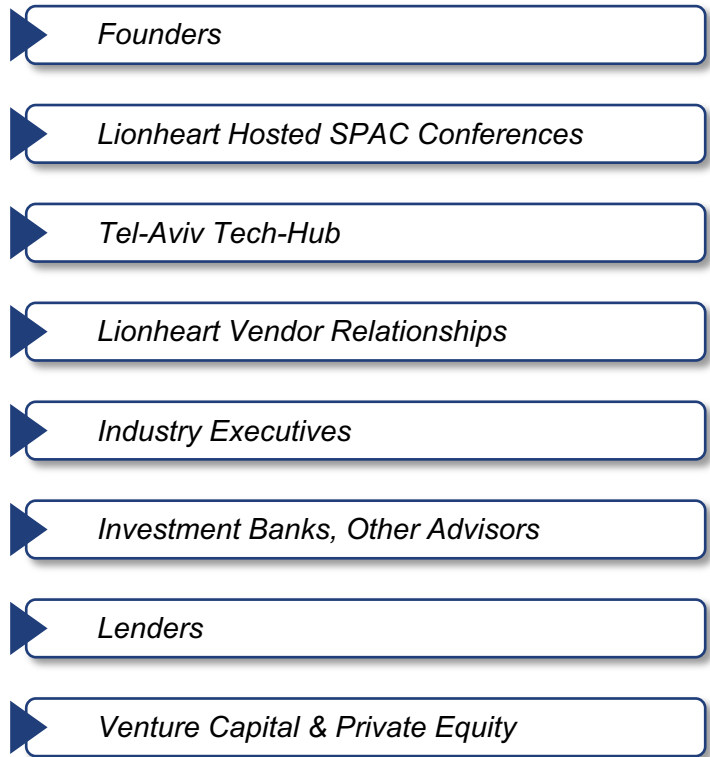 Founders
Lionheart Hosted SPAC Conferences
Tel-Aviv Tech-Hub
Lionheart Vendor Relationships
Industry Executives
Investment Banks, Other Advisors
Lenders
Venture Capital & Private Equity